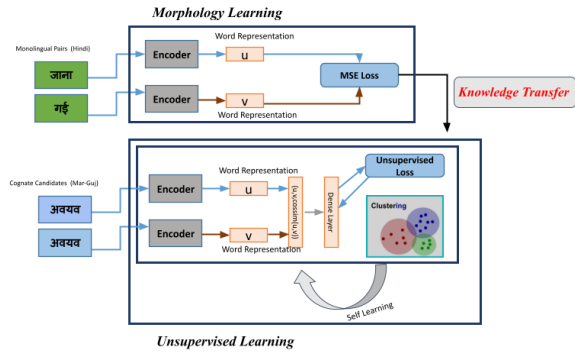 Morphology Learning
Monolingual Pairs (Hindi)
Word Representation
जाना
Encoder
u
MSE Loss
Knowledge Transfer
गई
Encoder
v
Word Representation
Cognate Candidates (Mar-Guj)
Word Representation
Unsupervised
Loss
अवयव
Encoder
u
(u,v,cossim(u,v))
Dense Layer
Clustering
अवयव
Encoder
v
Word Representation
Self Learning
Unsupervised Learning